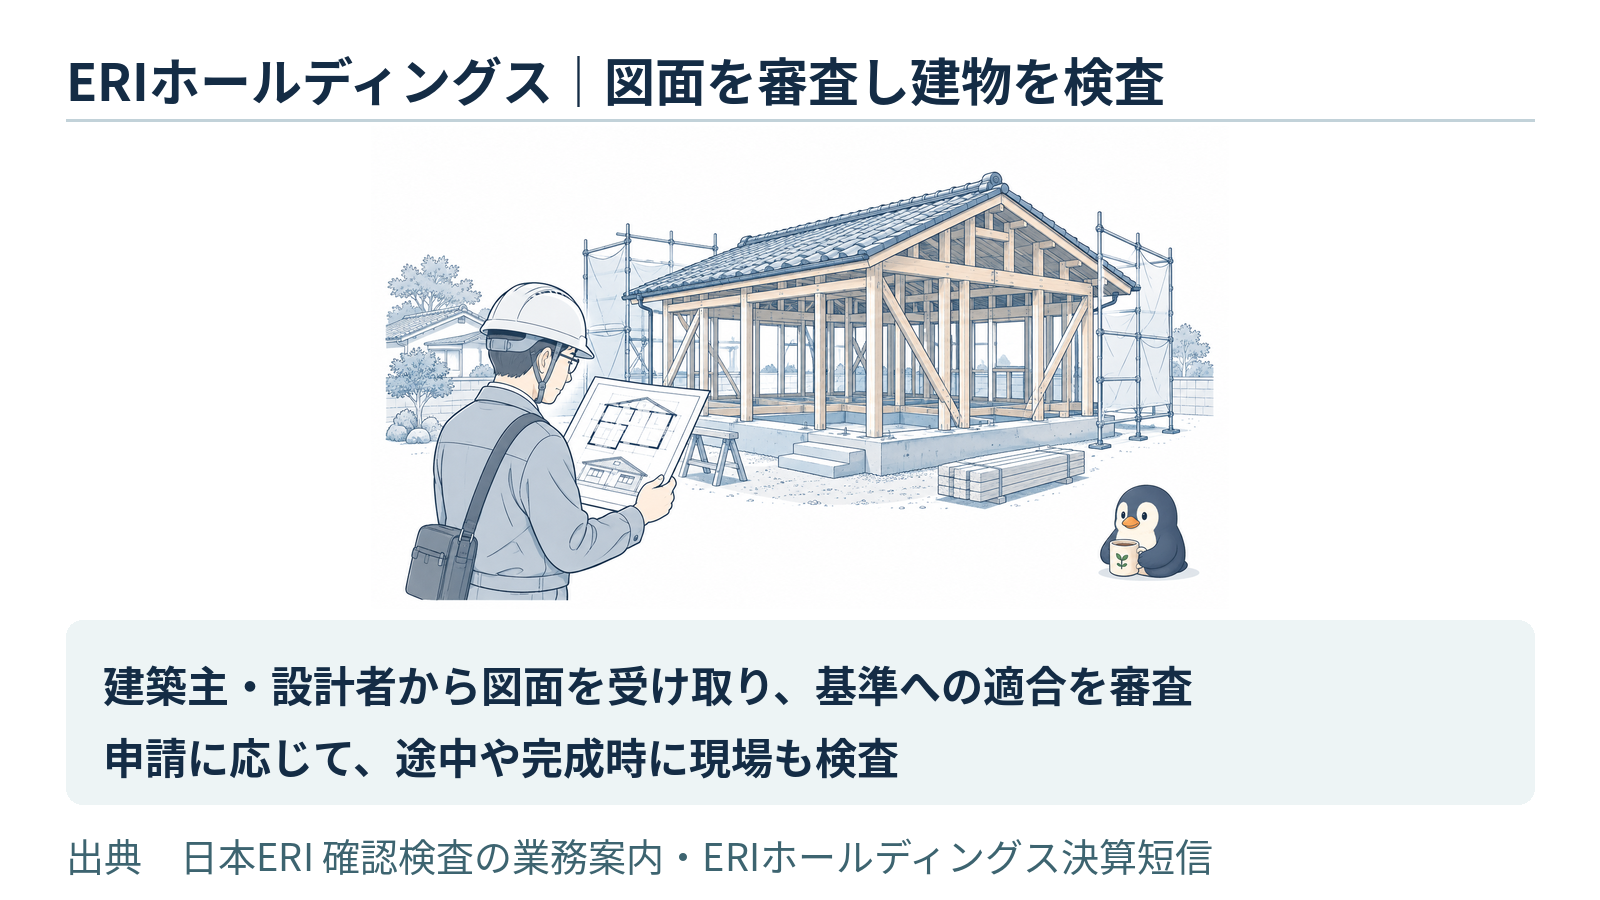 ERIホールディングス｜図面を審査し建物を検査
建築主・設計者から図面を受け取り、基準への適合を審査
申請に応じて、途中や完成時に現場も検査
出典　日本ERI 確認検査の業務案内・ERIホールディングス決算短信